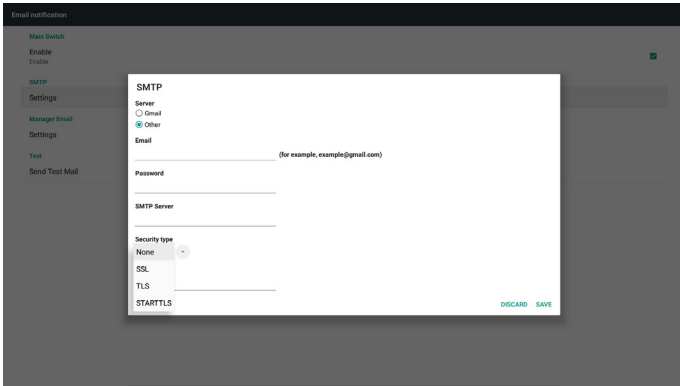 Email notification
Main Switch
Enable
Enable
SMTP
Settings
Manager Email
Settings
Test
Send Test Mail
SMTP
Server
Gmail
Other
Email
(for example, example@gmail.com)
Password
SMTP Server
Security type
None
SSL
TLS
STARTTLS
DISCARD SAVE